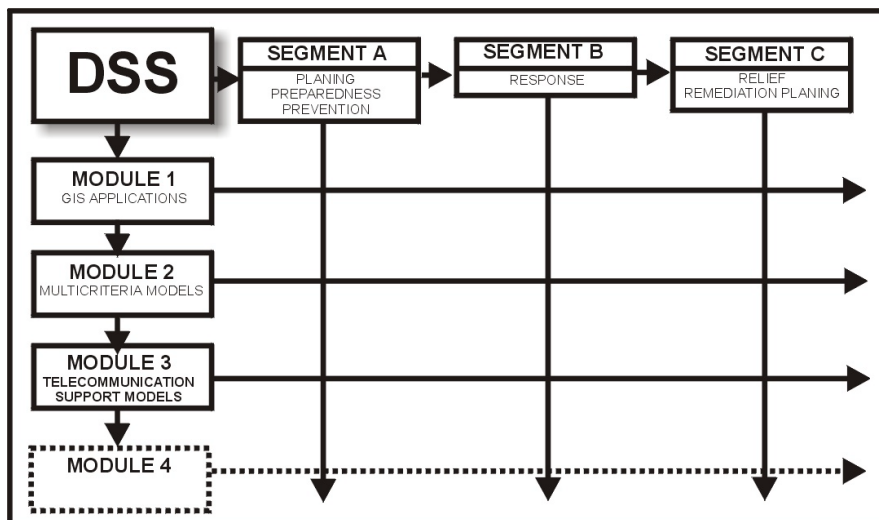 DSS
SEGMENT A
PLANING
PREPAREDNESS
PREVENTION
SEGMENT B
RESPONSE
SEGMENT C
RELIEF
REMEDIATION PLANING
MODULE 1
GIS APPLICATIONS
MODULE 2
MULTICRITERIA MODELS
MODULE 3
TELECOMMUNICATION
SUPPORT MODELS
MODULE 4